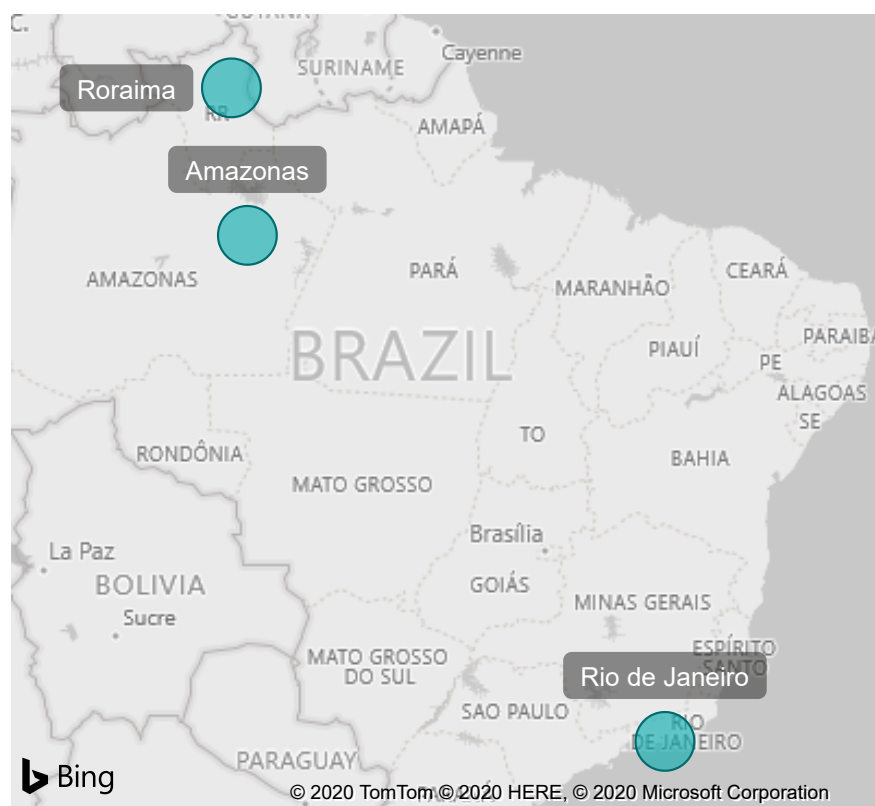 GUYANA
C.
Cayenne
SURINAME
Roraima
RR
AMAPÁ
Amazonas
AMAZONAS
PARÁ
CEARÁ
MARANHÃO
BRAZIL
PIAUÍ
PARAIBA
PE
ALAGOAS
SE
TO
RONDÔNIA
BAHIA
MATO GROSSO
Brasília
La Paz
BOLIVIA
GOIÁS
MINAS GERAIS
Sucre
ESPÍRITO
SANTO
MATO GROSSO
DO SUL
Rio de Janeiro
SAO PAULO
RIO
DE JANEIRO
PARAGUAY
Bing
© 2020 TomTom © 2020 HERE, © 2020 Microsoft Corporation